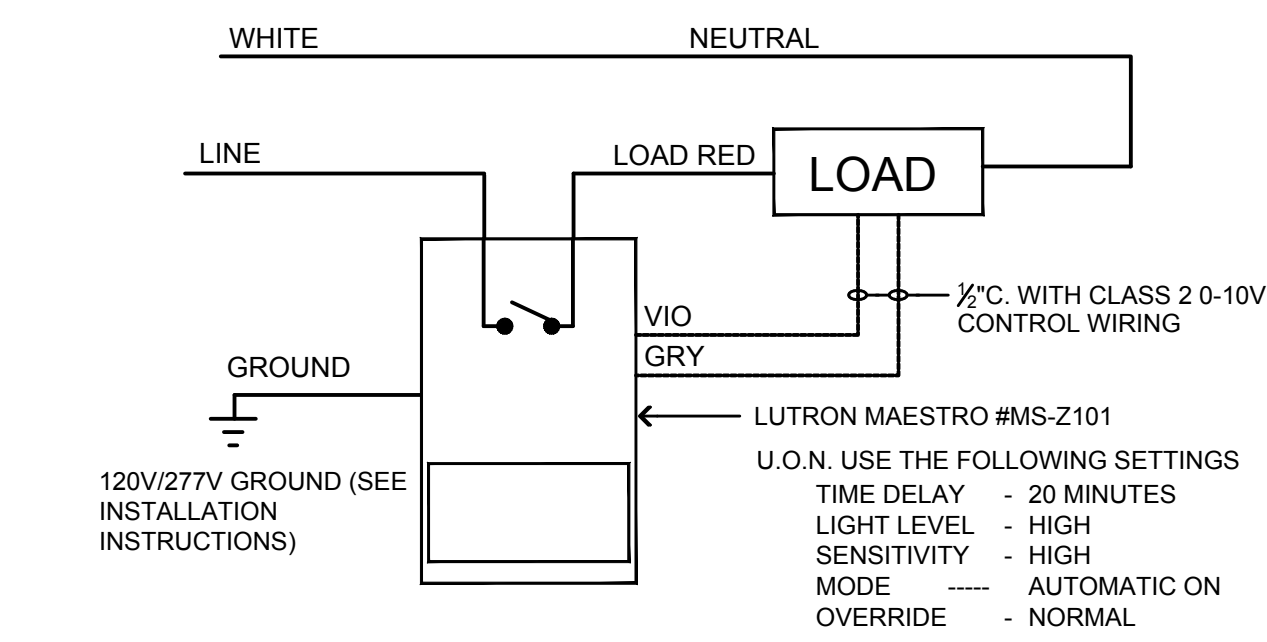 WHITE
NEUTRAL
LINE
LOAD RED
LOAD
½"C. WITH CLASS 2 0-10V
CONTROL WIRING
VIO
GRY
GROUND
LUTRON MAESTRO #MS-Z101
120V/277V GROUND (SEE
INSTALLATION
INSTRUCTIONS)
U.O.N. USE THE FOLLOWING SETTINGS
TIME DELAY - 20 MINUTES
LIGHT LEVEL - HIGH
SENSITIVITY - HIGH
MODE ----- AUTOMATIC ON
OVERRIDE - NORMAL